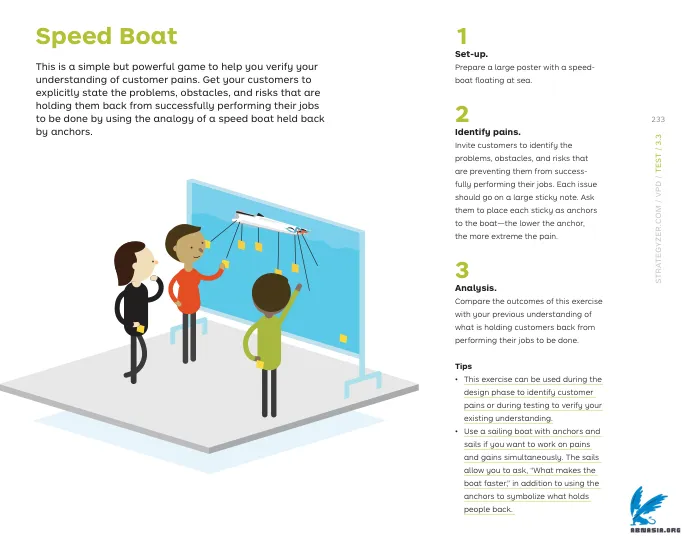 Speed Boat
This is a simple but powerful game to help you verify your
understanding of customer pains. Get your customers to
explicitly state the problems, obstacles, and risks that are
holding them back from successfully performing their jobs
to be done by using the analogy of a speed boat held back
by anchors.
1
Set-up.
Prepare a large poster with a speed-
boat floating at sea.
2
Identify pains.
Invite customers to identify the
problems, obstacles, and risks that
are preventing them from success-
fully performing their jobs. Each issue
should go on a large sticky note. Ask
them to place each sticky as anchors
to the boat—the lower the anchor,
the more extreme the pain.
3
Analysis.
Compare the outcomes of this exercise
with your previous understanding of
what is holding customers back from
performing their jobs to be done.
Tips
• This exercise can be used during the
design phase to identify customer
pains or during testing to verify your
existing understanding.
• Use a sailing boat with anchors and
sails if you want to work on pains
and gains simultaneously. The sails
allow you to ask, “What makes the
boat faster,” in addition to using the
anchors to symbolize what holds
people back.
233
STRATEGYZER.COM / VPD / TEST / 3.3
ABNASIA.ORG